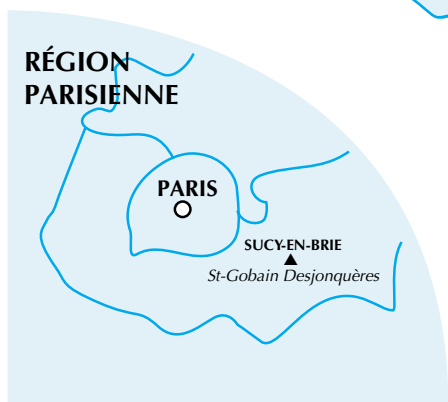 RÉGION
PARISIENNE
PARIS
SUCY-EN-BRIE
St-Gobain Desjonquères